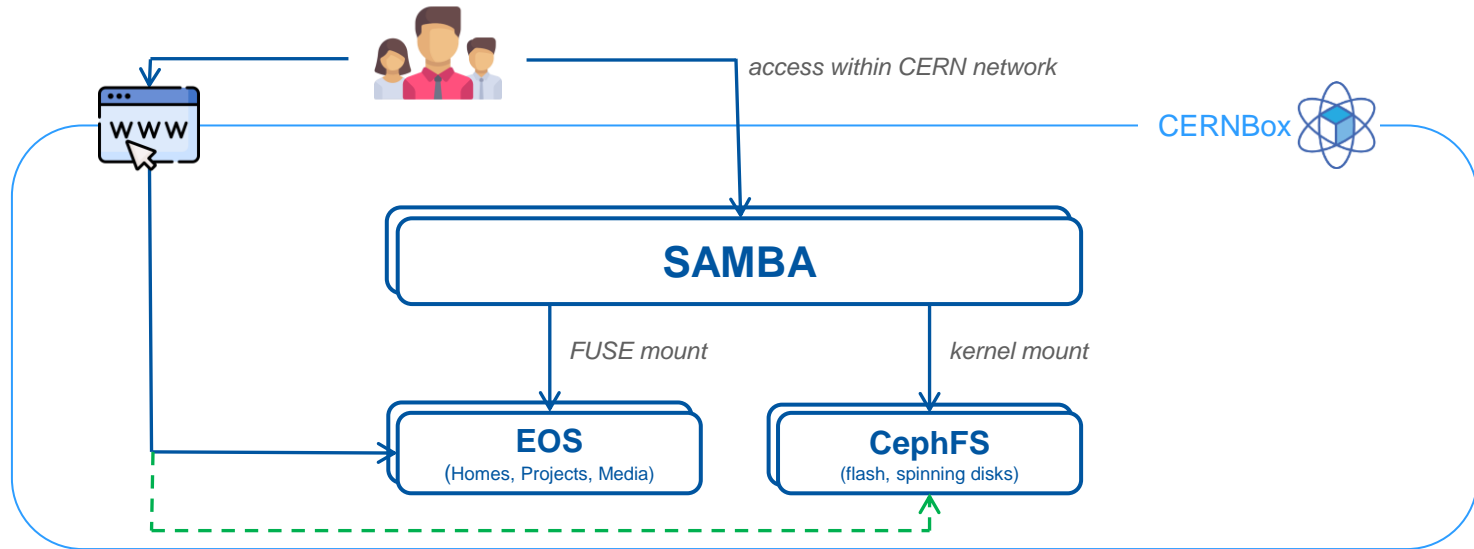 access within CERN network
WWW
CERNBox
SAMBA
FUSE mount
kernel mount
EOS
(Homes, Projects, Media)
CephFS
(flash, spinning disks)